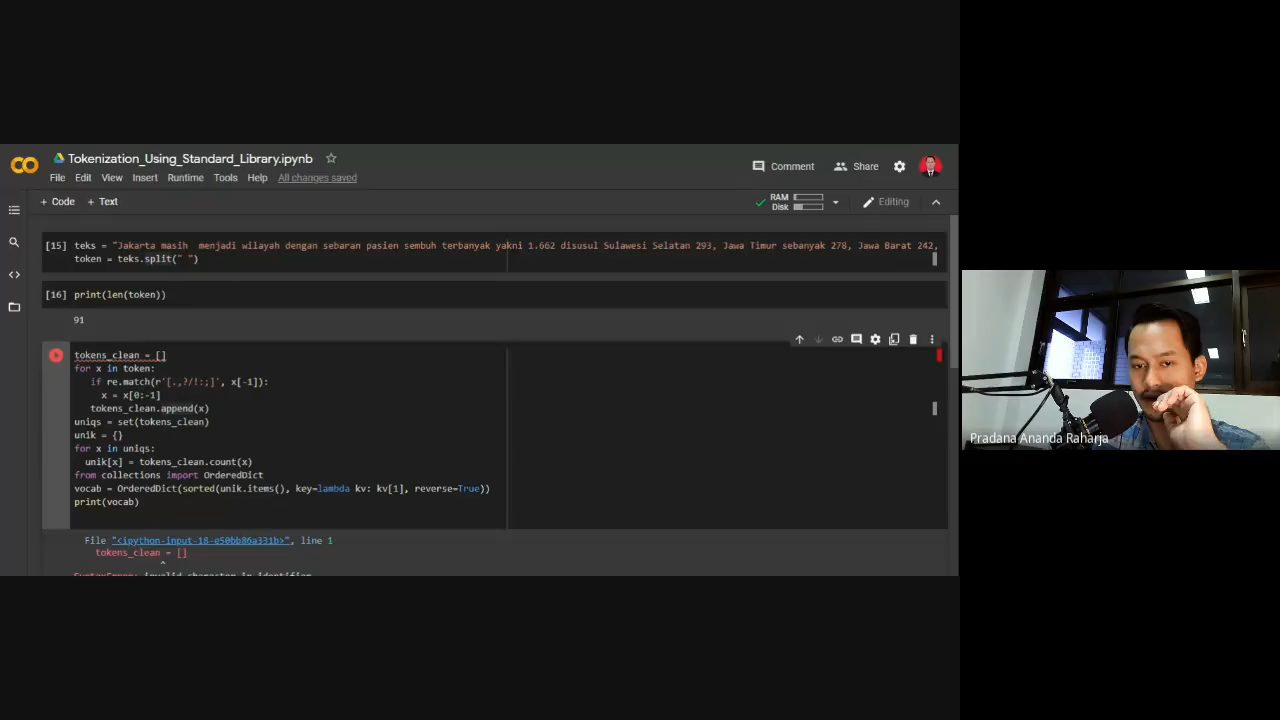 Tokenization_Using_Standard_Library.ipynb
File Edit View Insert Runtime Tools Help All changes saved
Comment Share
+ Code + Text
RAM
Disk
Editing
[15] teks = "Jakarta masih  menjadi wilayah dengan sebaran pasien sembuh terbanyak yakni 1.662 disusul Sulawesi Selatan 293, Jawa Timur sebanyak 278, Jawa Barat 242,
token = teks.split(" ")
[16] print(len(token))
91
tokens_clean = []
for x in token:
if re.match(r'[.,?/!:;]', x[-1]):
x = x[0:-1]
tokens_clean.append(x)
uniqs = set(tokens_clean)
unik = {}
for x in uniqs:
unik[x] = tokens_clean.count(x)
from collections import OrderedDict
vocab = OrderedDict(sorted(unik.items(), key=lambda kv: kv[1], reverse=True))
print(vocab)
File "<ipython-input-18-e50bb86a331b>", line 1
tokens_clean = []
^
SyntaxError: invalid character in identifier
Pradana Ananda Raharja